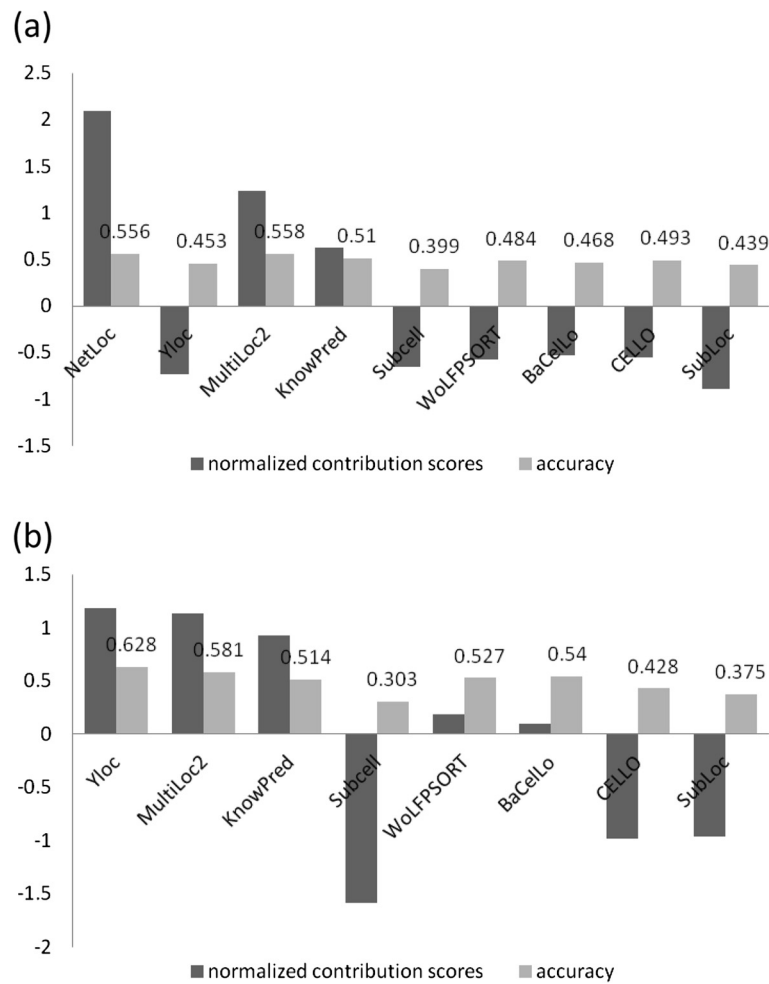 (a)
2.5
2
1.5
1
0.5
0
-0.5
-1
-1.5
0.556
0.453
0.558
0.51
0.399
0.484
0.468
0.493
0.439
NetLoc
Yloc
MultiLoc2
KnowPred
Subcell
WoLFPSORT
BaCelLo
CELLO
SubLoc
normalized contribution scores
accuracy
(b)
1.5
1
0.5
0
-0.5
-1
-1.5
-2
0.628
0.581
0.514
0.303
0.527
0.54
0.428
0.375
Yloc
MultiLoc2
KnowPred
Subcell
WoLFPSORT
BaCelLo
CELLO
SubLoc
normalized contribution scores
accuracy